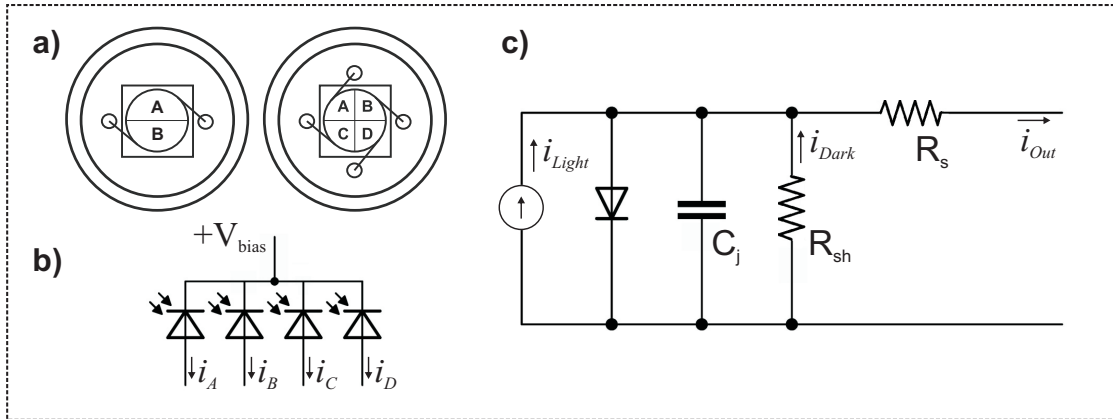 a)
A
B
A B
C D
b)
+V_bias
i_A i_B i_C i_D
c)
i_Light
C_j
i_Dark
R_sh
R_s
i_Out